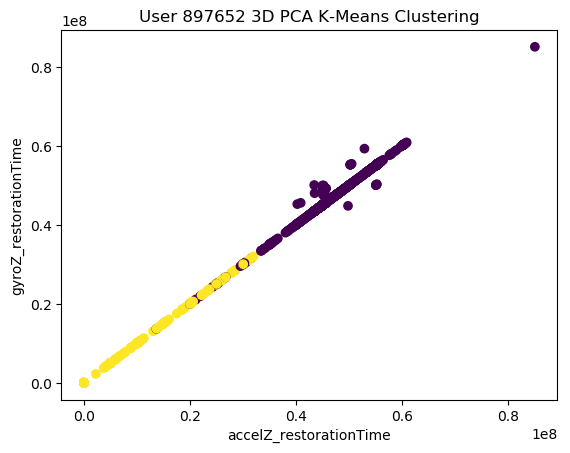 User 897652 3D PCA K-Means Clustering
1e8
0.8
0.6
0.4
0.2
0.0
gyroZ_restorationTime
0.0 0.2 0.4 0.6 0.8
1e8
accelZ_restorationTime